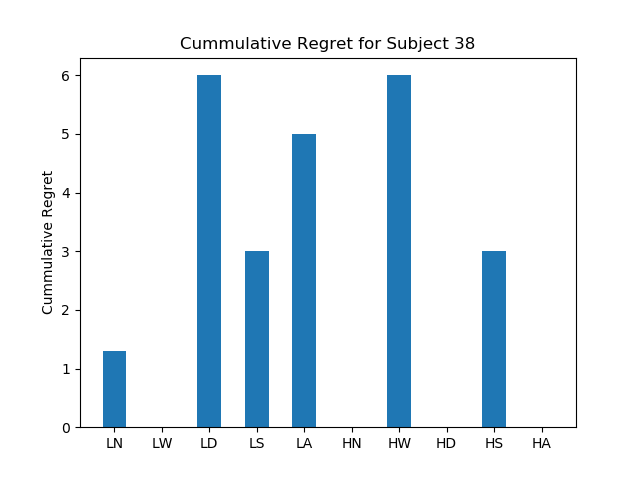 Cummulative Regret for Subject 38
Cummulative Regret
6
5
4
3
2
1
0
LN LW LD LS LA HN HW HD HS HA